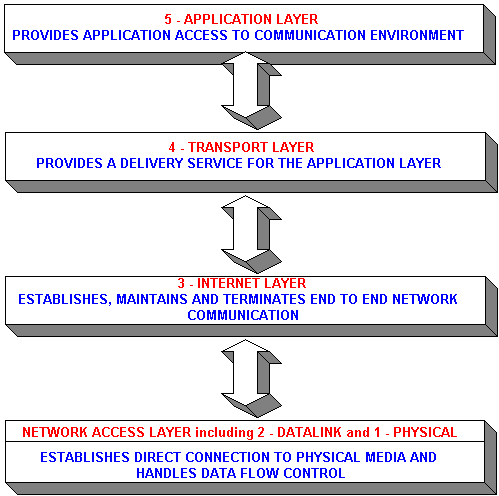 5 - APPLICATION LAYER
PROVIDES APPLICATION ACCESS TO COMMUNICATION ENVIRONMENT
4 - TRANSPORT LAYER
PROVIDES A DELIVERY SERVICE FOR THE APPLICATION LAYER
3 - INTERNET LAYER
ESTABLISHES, MAINTAINS AND TERMINATES END TO END NETWORK
COMMUNICATION
NETWORK ACCESS LAYER including 2 - DATALINK and 1 - PHYSICAL
ESTABLISHES DIRECT CONNECTION TO PHYSICAL MEDIA AND
HANDLES DATA FLOW CONTROL